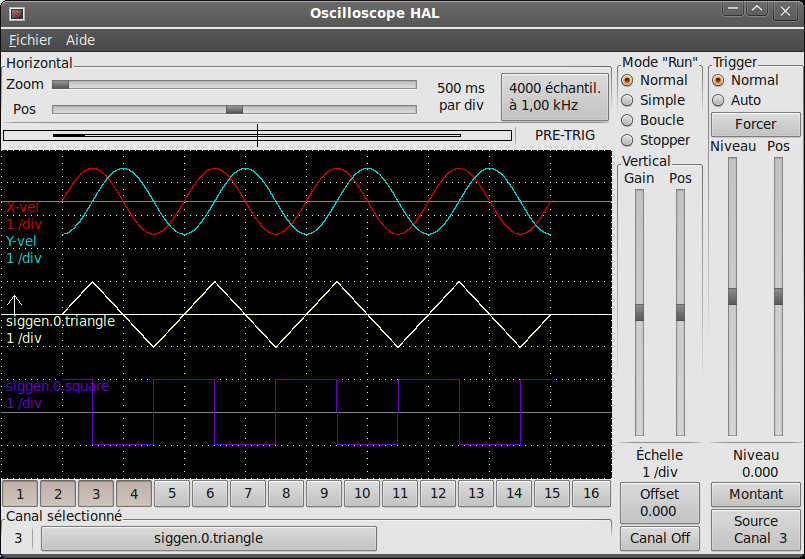 Oscilloscope HAL
Fichier Aide
Horizontal
Zoom
Pos
500 ms
par div
4000 échantil.
à 1,00 kHz
PRE-TRIG
Mode "Run"
Normal
Simple
Boucle
Stopper
Trigger
Normal
Auto
Forcer
Niveau Pos
Vertical
Gain Pos
X-vel
1 /div
Y-vel
1 /div
siggen.0.triangle
1 /div
siggen.0.square
1 /div
Échelle
1 /div
Offset
0.000
Canal Off
Niveau
0.000
Montant
Source
Canal 3
1 2 3 4 5 6 7 8 9 10 11 12 13 14 15 16
Canal sélectionné
3 siggen.0.triangle